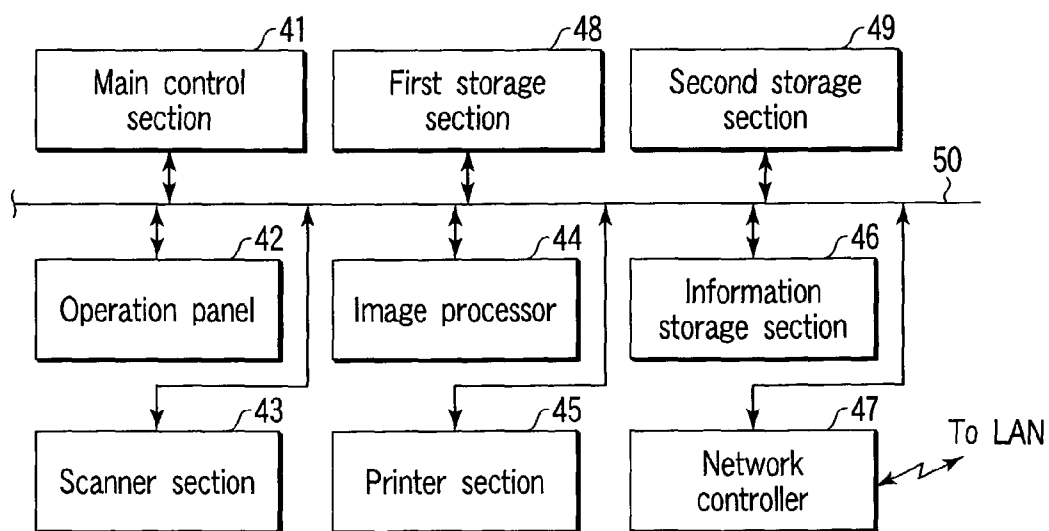 41
Main control
section
48
First storage
section
49
Second storage
section
50
42
Operation panel
44
Image processor
46
Information
storage section
43
Scanner section
45
Printer section
47
Network
controller
To LAN